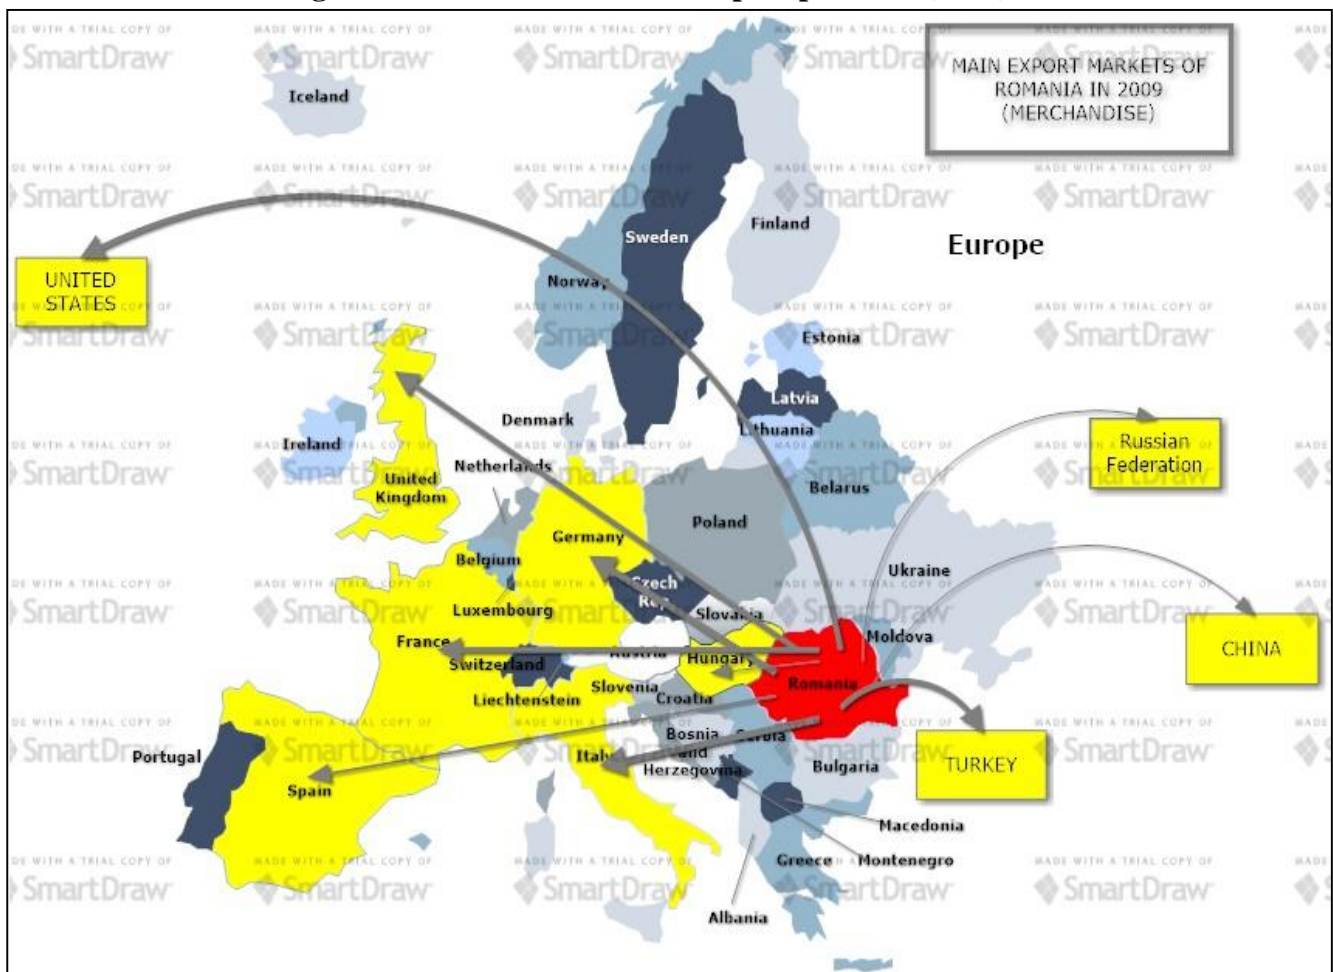 MAIN EXPORT MARKETS OF
ROMANIA IN 2009
(MERCHANDISE)
Iceland
Finland
Sweden
Europe
Norway
UNITED
STATES
Estonia
Latvia
Lithuania
Denmark
Ireland
Netherlands
Russian
Federation
United
Kingdom
Belarus
Poland
Germany
Belgium
Ukraine
Czech
Rep.
Luxembourg
Slovakia
Moldova
France
Austria
Hungary
CHINA
Switzerland
Romania
Liechtenstein
Slovenia
Croatia
Bosnia
and
Herzegovina
Serbia
Portugal
Italy
Spain
Bulgaria
TURKEY
Macedonia
Greece
Montenegro
Albania
MADE WITH A TRIAL COPY OF
SmartDraw